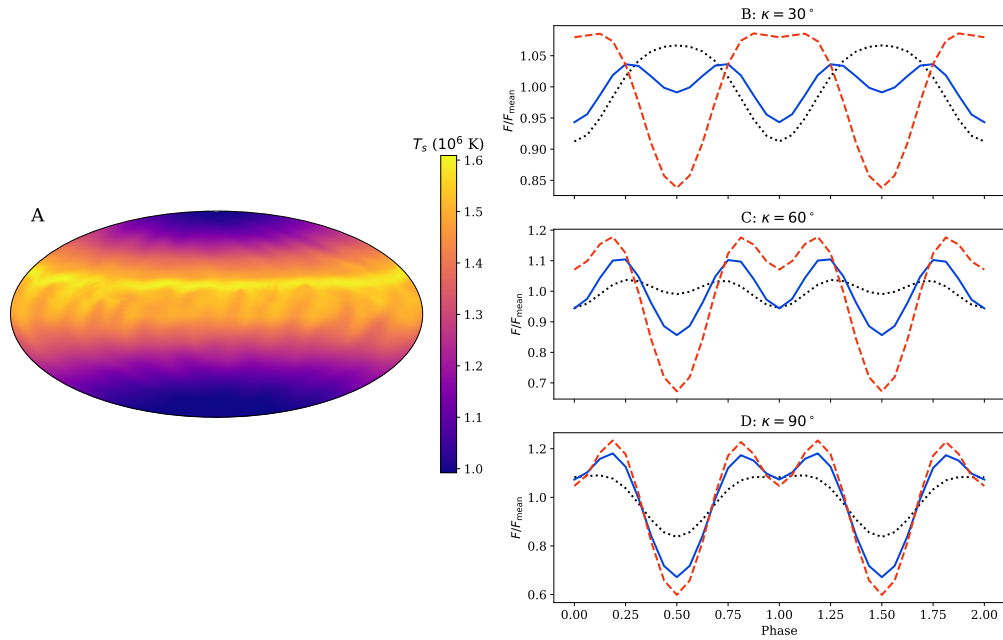 A
T_s (10⁶ K)
1.6
1.5
1.4
1.3
1.2
1.1
1.0
B: κ = 30°
F/F_mean
1.05
1.00
0.95
0.90
0.85
C: κ = 60°
F/F_mean
1.2
1.1
1.0
0.9
0.8
0.7
D: κ = 90°
F/F_mean
1.2
1.0
0.8
0.6
0.00 0.25 0.50 0.75 1.00 1.25 1.50 1.75 2.00
Phase